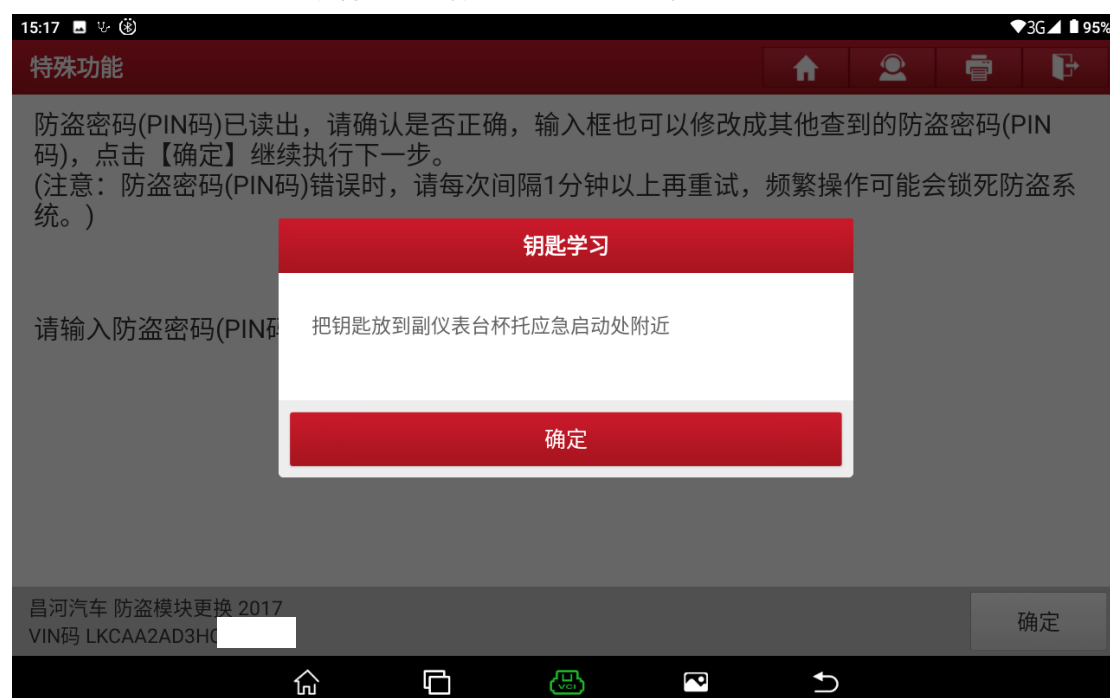 15:17
3G 95%
特殊功能
防盗密码(PIN码)已读出，请确认是否正确，输入框也可以修改成其他查到的防盗密码(PIN
码)，点击【确定】继续执行下一步。
(注意：防盗密码(PIN码)错误时，请每次间隔1分钟以上再重试，频繁操作可能会锁死防盗系
统。)
钥匙学习
请输入防盗密码(PIN码
把钥匙放到副仪表台杯托应急启动处附近
确定
昌河汽车 防盗模块更换 2017
VIN码 LKCAA2AD3H
确定
VCI